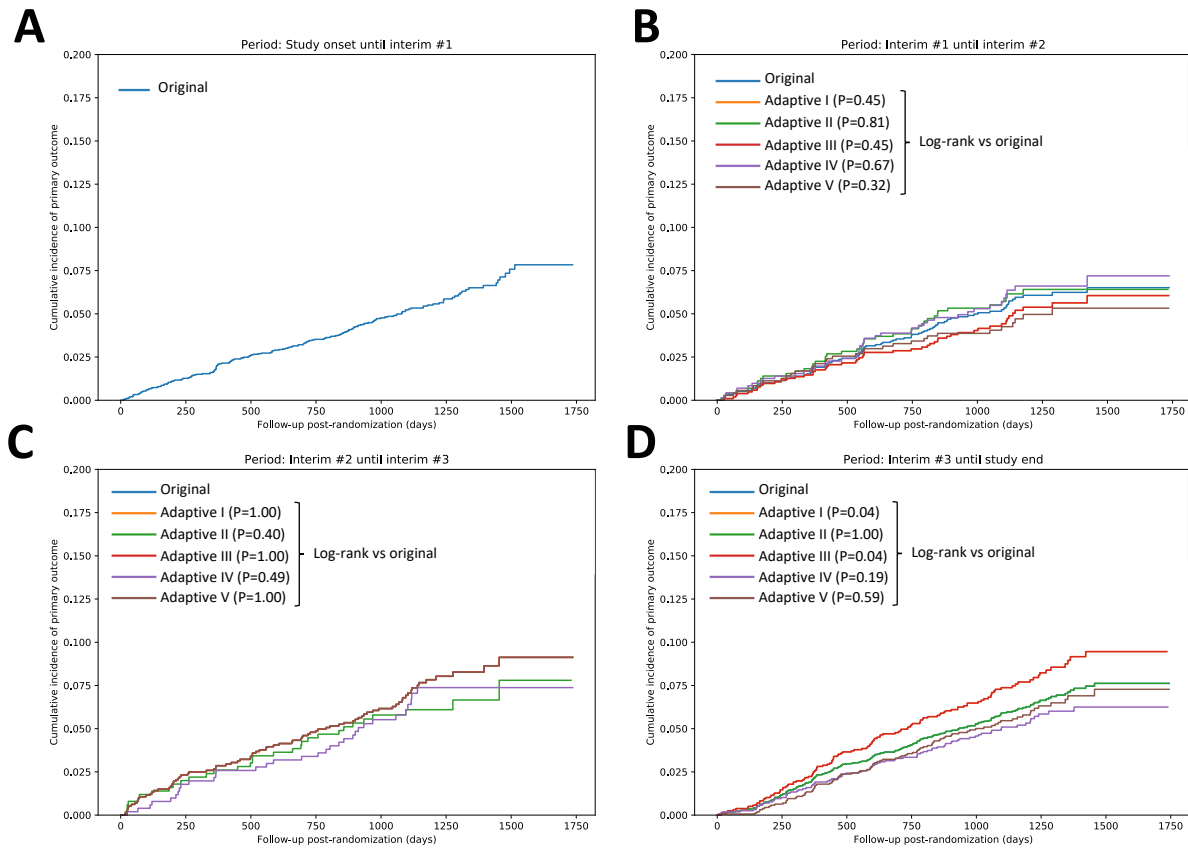 A
Period: Study onset until interim #1
Cumulative incidence of primary outcome
0.200
0.175
0.150
0.125
0.100
0.075
0.050
0.025
0.000
Original
0 250 500 750 1000 1250 1500 1750
Follow-up post-randomization (days)
B
Period: Interim #1 until interim #2
Cumulative incidence of primary outcome
0.200
0.175
0.150
0.125
0.100
0.075
0.050
0.025
0.000
Original
Adaptive I (P=0.45)
Adaptive II (P=0.81)
Adaptive III (P=0.45)
Adaptive IV (P=0.67)
Adaptive V (P=0.32)
Log-rank vs original
0 250 500 750 1000 1250 1500 1750
Follow-up post-randomization (days)
C
Period: Interim #2 until interim #3
Cumulative incidence of primary outcome
0.200
0.175
0.150
0.125
0.100
0.075
0.050
0.025
0.000
Original
Adaptive I (P=1.00)
Adaptive II (P=0.40)
Adaptive III (P=1.00)
Adaptive IV (P=0.49)
Adaptive V (P=1.00)
Log-rank vs original
0 250 500 750 1000 1250 1500 1750
Follow-up post-randomization (days)
D
Period: Interim #3 until study end
Cumulative incidence of primary outcome
0.200
0.175
0.150
0.125
0.100
0.075
0.050
0.025
0.000
Original
Adaptive I (P=0.04)
Adaptive II (P=1.00)
Adaptive III (P=0.04)
Adaptive IV (P=0.19)
Adaptive V (P=0.59)
Log-rank vs original
0 250 500 750 1000 1250 1500 1750
Follow-up post-randomization (days)